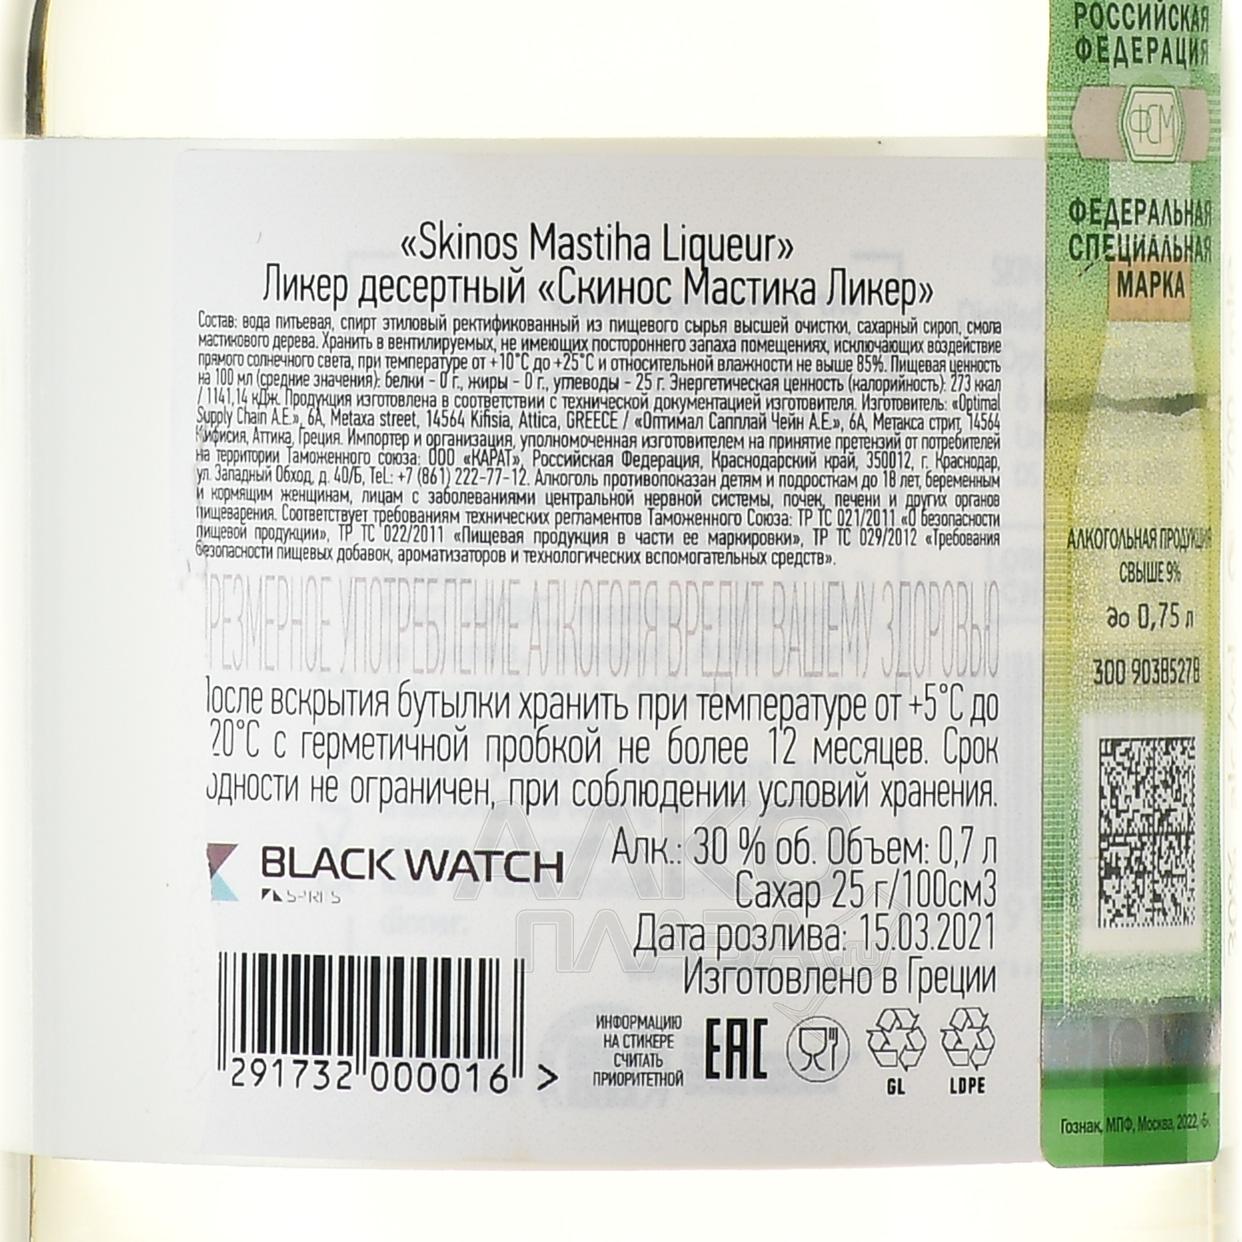 «Skinos Mastiha Liqueur»
Ликер десертный «Скинос Мастика Ликер»
Состав: вода питьевая, спирт этиловый ректификованный из пищевого сырья высшей очистки, сахарный сироп, смола
мастикового дерева. Хранить в вентилируемых, не имеющих постороннего запаха помещениях, исключающих воздействие
прямого солнечного света, при температуре от +10°С до +25°С и относительной влажности не выше 85%. Пищевая ценность
на 100 мл (средние значения): белки - 0 г., жиры - 0 г., углеводы - 25 г. Энергетическая ценность (калорийность): 273 ккал
/ 1141,14 кДж. Продукция изготовлена в соответствии с технической документацией изготовителя. Изготовитель: «Optimal
Supply Chain A.E.», 6A, Metaxa street, 14564 Kifisia, Attica, GREECE / «Оптимал Сапплай Чейн А.Е.», 6А, Метакса стрит, 14564
Кифисия, Аттика, Греция. Импортер и организация, уполномоченная изготовителем на принятие претензий от потребителей
на территории Таможенного союза: ООО «КАРАТ», Российская Федерация, Краснодарский край, 350012, г. Краснодар,
ул. Западный Обход, д. 40/Б, Tel.: +7 (861) 222-77-12. Алкоголь противопоказан детям и подросткам до 18 лет, беременным
и кормящим женщинам, лицам с заболеваниями центральной нервной системы, почек, печени и других органов
пищеварения. Соответствует требованиям технических регламентов Таможенного Союза: ТР ТС 021/2011 «О безопасности
пищевой продукции», ТР ТС 022/2011 «Пищевая продукция в части ее маркировки», ТР ТС 029/2012 «Требования
безопасности пищевых добавок, ароматизаторов и технологических вспомогательных средств».
РЕЗМЕРНОЕ УПОТРЕБЛЕНИЕ АЛКОГОЛЯ ВРЕДИТ ВАШЕМУ ЗДОРОВЬЮ
После вскрытия бутылки хранить при температуре от +5°С до
20°С с герметичной пробкой не более 12 месяцев. Срок
одности не ограничен, при соблюдении условий хранения.
Алк.: 30 % об. Объем: 0,7 л
Сахар 25 г/100см3
Дата розлива: 15.03.2021
Изготовлено в Греции
BLACK WATCH
SPIRITS
291732 000016 >
ИНФОРМАЦИЮ
НА СТИКЕРЕ
СЧИТАТЬ
ПРИОРИТЕТНОЙ
EAC
GL
LDPE
АЛКО
ПЛАЗА.ru
РОССИЙСКАЯ
ФЕДЕРАЦИЯ
ФСМ
ФЕДЕРАЛЬНАЯ
СПЕЦИАЛЬНАЯ
МАРКА
АЛКОГОЛЬНАЯ ПРОДУКЦИЯ
СВЫШЕ 9%
до 0,75 л
300 90385278
Гознак, МПФ, Москва, 2022